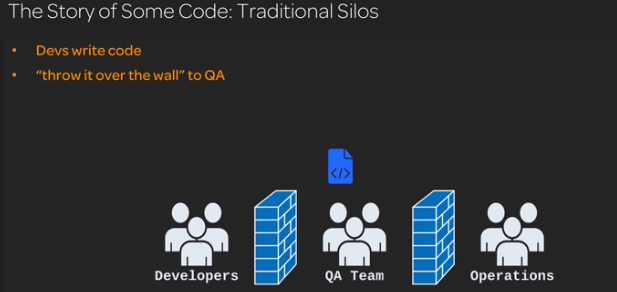 The Story of Some Code: Traditional Silos
• Devs write code
• “throw it over the wall” to QA
</>
Developers
QA Team
Operations